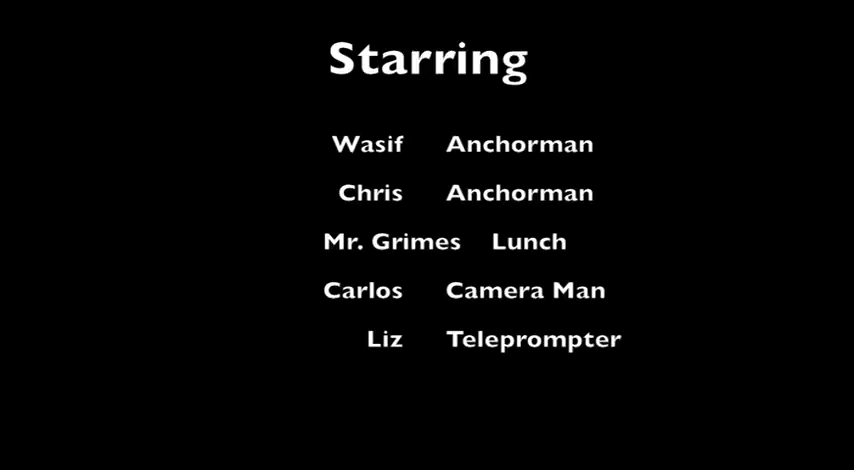 Starring
Wasif Anchorman
Chris Anchorman
Mr. Grimes Lunch
Carlos Camera Man
Liz Teleprompter